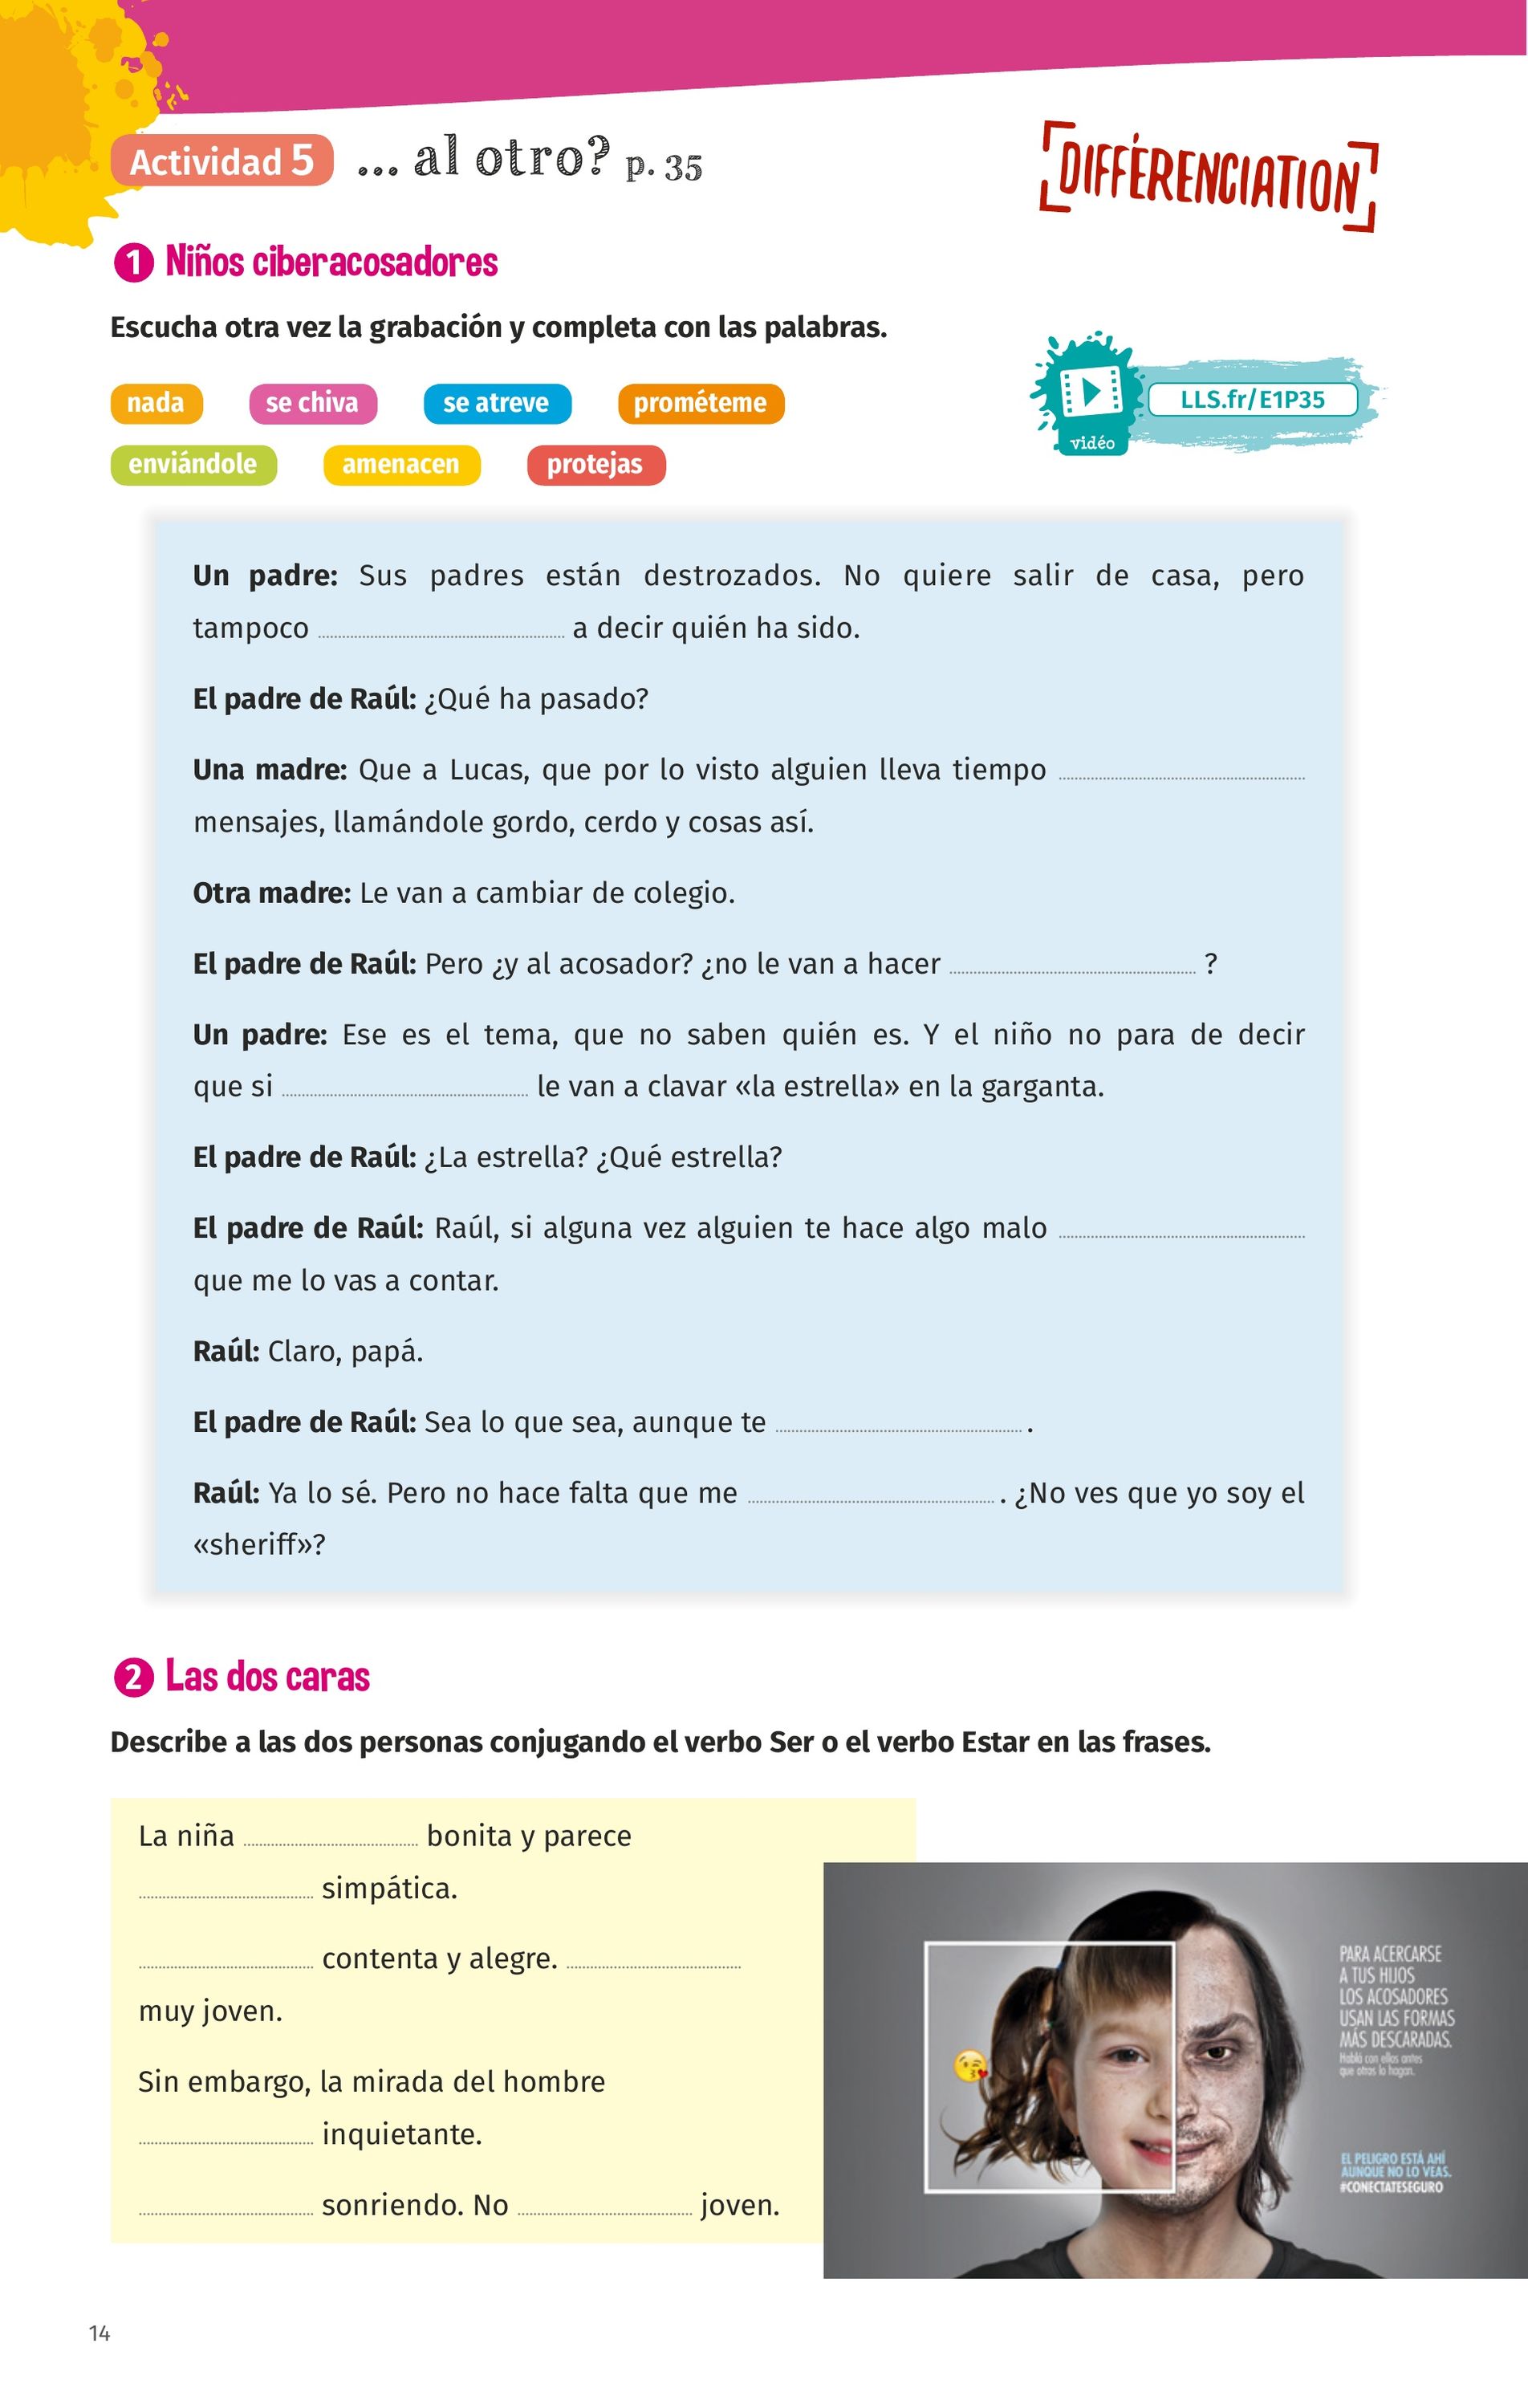 Actividad 5 ... al otro? p. 35
DIFFÉRENCIATION
1 Niños ciberacosadores
Escucha otra vez la grabación y completa con las palabras.
nada se chiva se atreve prométeme
LLS.fr/E1P35
vidéo
enviándole amenacen protejas
Un padre: Sus padres están destrozados. No quiere salir de casa, pero
tampoco ........ a decir quién ha sido.
El padre de Raúl: ¿Qué ha pasado?
Una madre: Que a Lucas, que por lo visto alguien lleva tiempo ........
mensajes, llamándole gordo, cerdo y cosas así.
Otra madre: Le van a cambiar de colegio.
El padre de Raúl: Pero ¿y al acosador? ¿no le van a hacer ........ ?
Un padre: Ese es el tema, que no saben quién es. Y el niño no para de decir
que si ........ le van a clavar «la estrella» en la garganta.
El padre de Raúl: ¿La estrella? ¿Qué estrella?
El padre de Raúl: Raúl, si alguna vez alguien te hace algo malo ........
que me lo vas a contar.
Raúl: Claro, papá.
El padre de Raúl: Sea lo que sea, aunque te ........ .
Raúl: Ya lo sé. Pero no hace falta que me ........ . ¿No ves que yo soy el
«sheriff»?
2 Las dos caras
Describe a las dos personas conjugando el verbo Ser o el verbo Estar en las frases.
La niña ........ bonita y parece
........ simpática.
........ contenta y alegre. ........
muy joven.
Sin embargo, la mirada del hombre
........ inquietante.
........ sonriendo. No ........ joven.
PARA ACERCARSE
A TUS HIJOS
LOS ACOSADORES
USAN LAS FORMAS
MÁS DESCARADAS.
Hablá con ellos antes
que otros lo hagan.
EL PELIGRO ESTÁ AHÍ
AUNQUE NO LO VEAS.
#CONECTATESEGURO
14